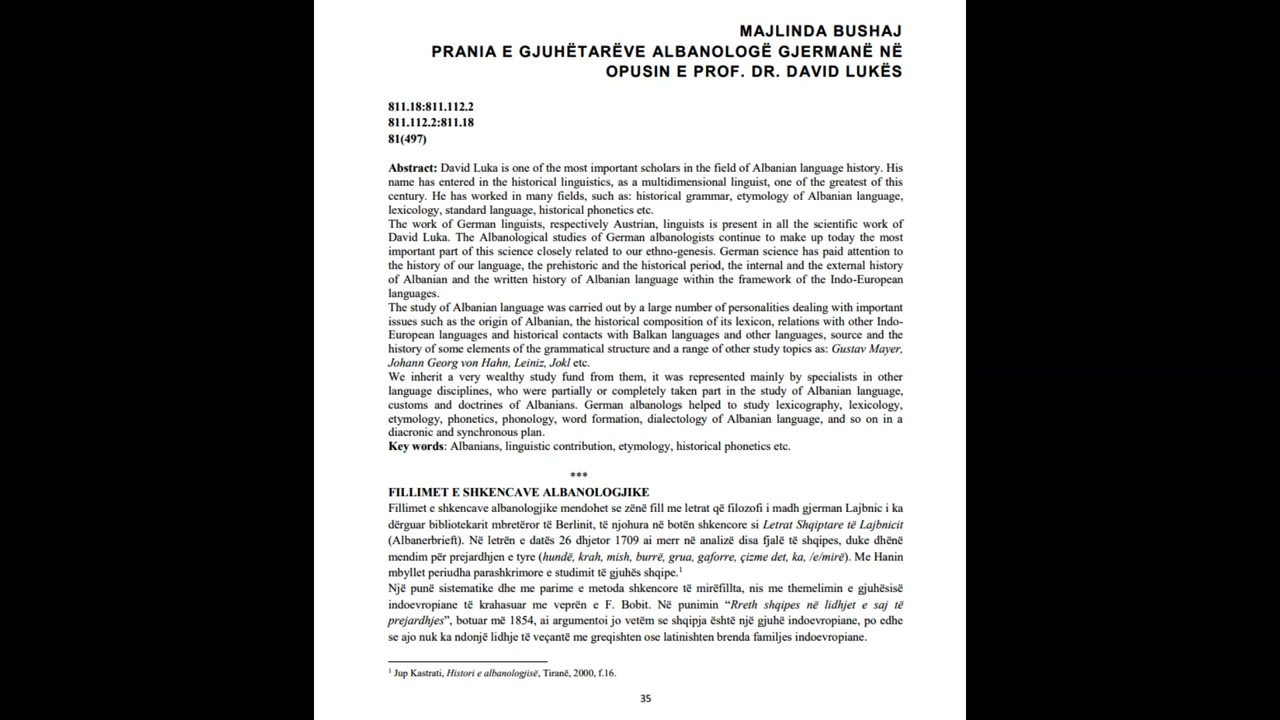 MAJLINDA BUSHAJ
PRANIA E GJUHËTARËVE ALBANOLOGË GJERMANË NË
OPUSIN E PROF. DR. DAVID LUKËS
811.18:811.112.2
811.112.2:811.18
81(497)
Abstract: David Luka is one of the most important scholars in the field of Albanian language history. His
name has entered in the historical linguistics, as a multidimensional linguist, one of the greatest of this
century. He has worked in many fields, such as: historical grammar, etymology of Albanian language,
lexicology, standard language, historical phonetics etc.
The work of German linguists, respectively Austrian, linguists is present in all the scientific work of
David Luka. The Albanological studies of German albanologists continue to make up today the most
important part of this science closely related to our ethno-genesis. German science has paid attention to
the history of our language, the prehistoric and the historical period, the internal and the external history
of Albanian and the written history of Albanian language within the framework of the Indo-European
languages.
The study of Albanian language was carried out by a large number of personalities dealing with important
issues such as the origin of Albanian, the historical composition of its lexicon, relations with other Indo-
European languages and historical contacts with Balkan languages and other languages, source and the
history of some elements of the grammatical structure and a range of other study topics as: Gustav Mayer,
Johann Georg von Hahn, Leiniz, Jokl etc.
We inherit a very wealthy study fund from them, it was represented mainly by specialists in other
language disciplines, who were partially or completely taken part in the study of Albanian language,
customs and doctrines of Albanians. German albanologs helped to study lexicography, lexicology,
etymology, phonetics, phonology, word formation, dialectology of Albanian language, and so on in a
diacronic and synchronous plan.
Key words: Albanians, linguistic contribution, etymology, historical phonetics etc.
***
FILLIMET E SHKENCAVE ALBANOLOGJIKE
Fillimet e shkencave albanologjike mendohet se zënë fill me letrat që filozofi i madh gjerman Lajbnic i ka
dërguar bibliotekarit mbretëror të Berlinit, të njohura në botën shkencore si Letrat Shqiptare të Lajbnicit
(Albanerbrieft). Në letrën e datës 26 dhjetor 1709 ai merr në analizë disa fjalë të shqipes, duke dhënë
mendim për prejardhjen e tyre (hundë, krah, mish, burrë, grua, gaforre, çizme det, ka, /e/mirë). Me Hanin
mbyllet periudha parashkrimore e studimit të gjuhës shqipe.1
Një punë sistematike dhe me parime e metoda shkencore të mirëfillta, nis me themelimin e gjuhësisë
indoevropiane të krahasuar me veprën e F. Bobit. Në punimin “Rreth shqipes në lidhjet e saj të
prejardhjes”, botuar më 1854, ai argumentoi jo vetëm se shqipja është një gjuhë indoevropiane, po edhe
se ajo nuk ka ndonjë lidhje të veçantë me greqishten ose latinishten brenda familjes indoevropiane.
1 Jup Kastrati, Histori e albanologjisë, Tiranë, 2000, f.16.
35